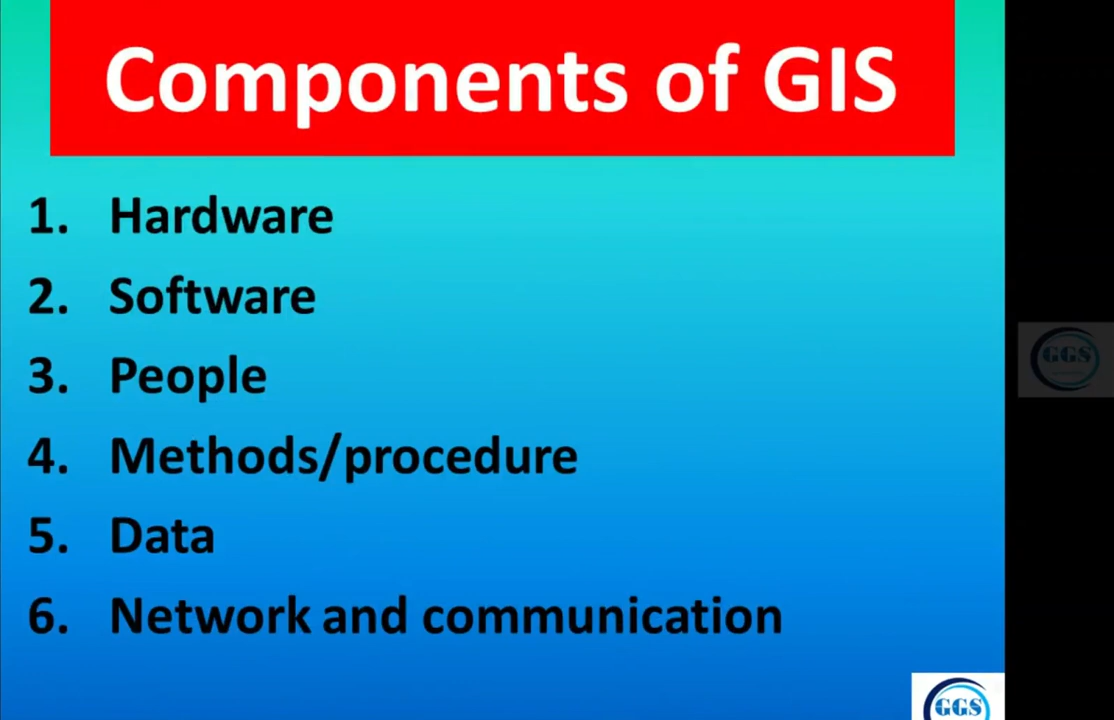 Components of GIS
1. Hardware
2. Software
3. People
4. Methods/procedure
5. Data
6. Network and communication
GGS
GGS